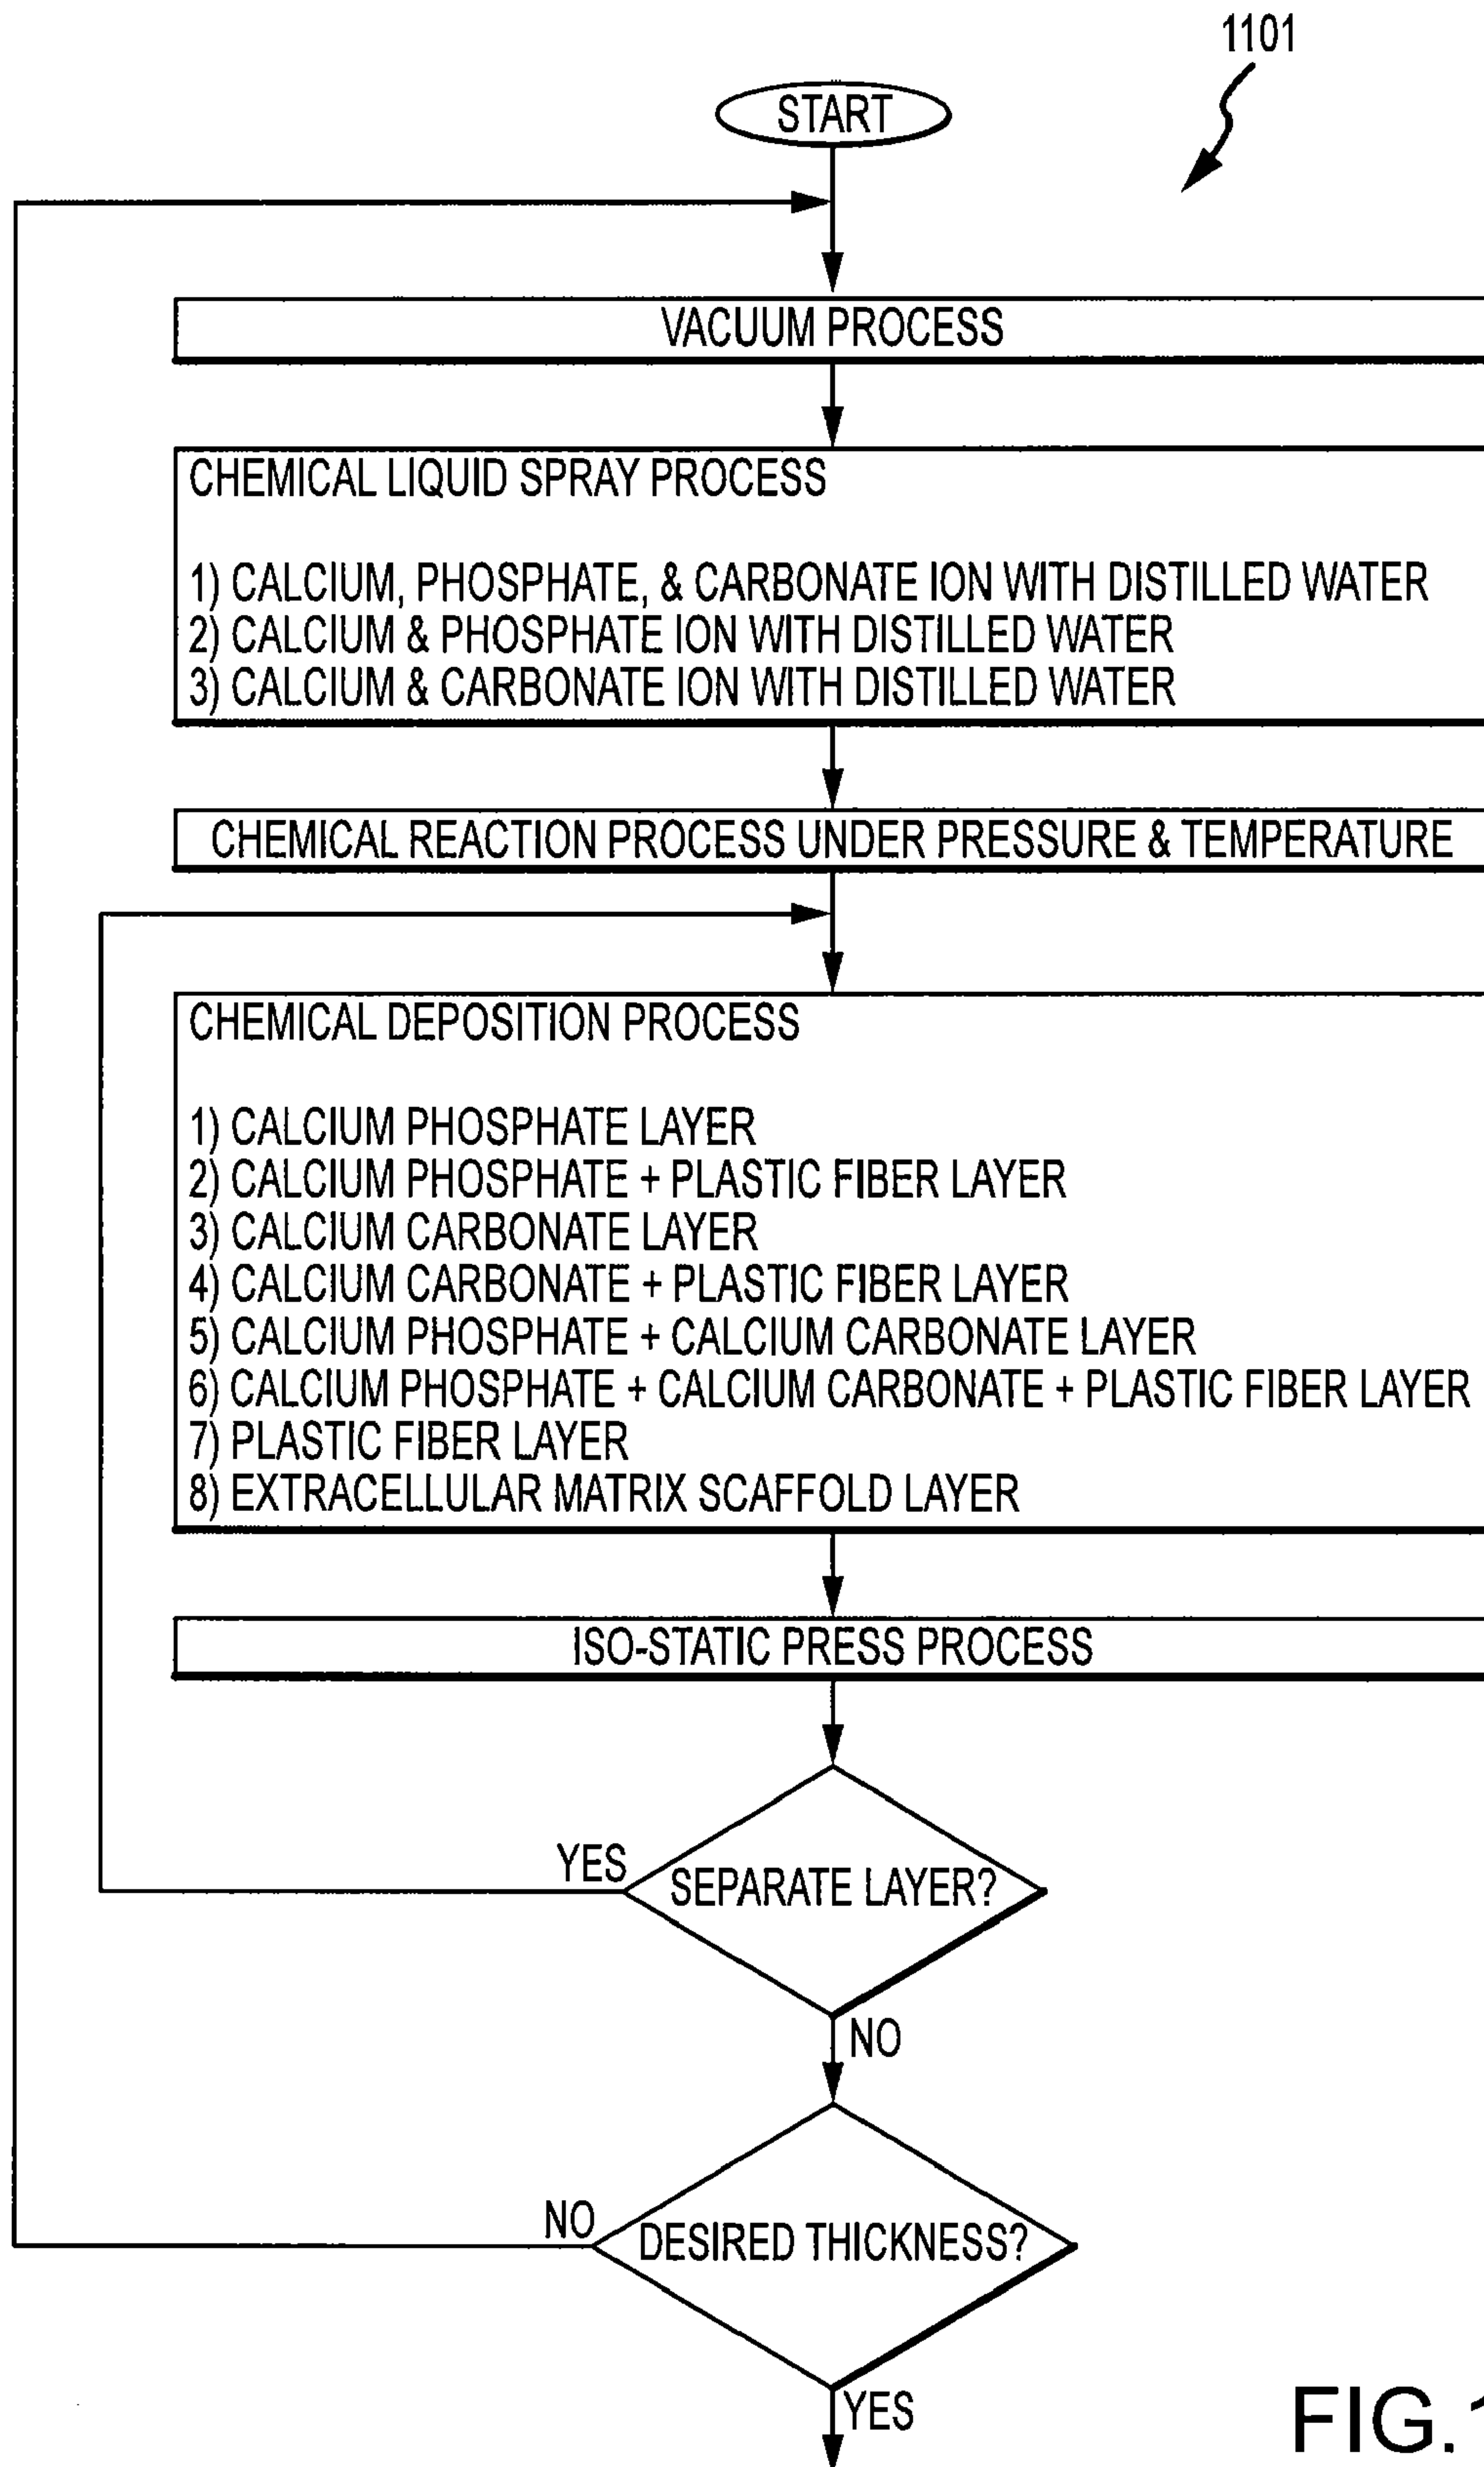 1101
START
VACUUM PROCESS
CHEMICAL LIQUID SPRAY PROCESS
1) CALCIUM, PHOSPHATE, & CARBONATE ION WITH DISTILLED WATER
2) CALCIUM & PHOSPHATE ION WITH DISTILLED WATER
3) CALCIUM & CARBONATE ION WITH DISTILLED WATER
CHEMICAL REACTION PROCESS UNDER PRESSURE & TEMPERATURE
CHEMICAL DEPOSITION PROCESS
1) CALCIUM PHOSPHATE LAYER
2) CALCIUM PHOSPHATE + PLASTIC FIBER LAYER
3) CALCIUM CARBONATE LAYER
4) CALCIUM CARBONATE + PLASTIC FIBER LAYER
5) CALCIUM PHOSPHATE + CALCIUM CARBONATE LAYER
6) CALCIUM PHOSPHATE + CALCIUM CARBONATE + PLASTIC FIBER LAYER
7) PLASTIC FIBER LAYER
8) EXTRACELLULAR MATRIX SCAFFOLD LAYER
ISO-STATIC PRESS PROCESS
YES
SEPARATE LAYER?
NO
NO
DESIRED THICKNESS?
YES
FIG.